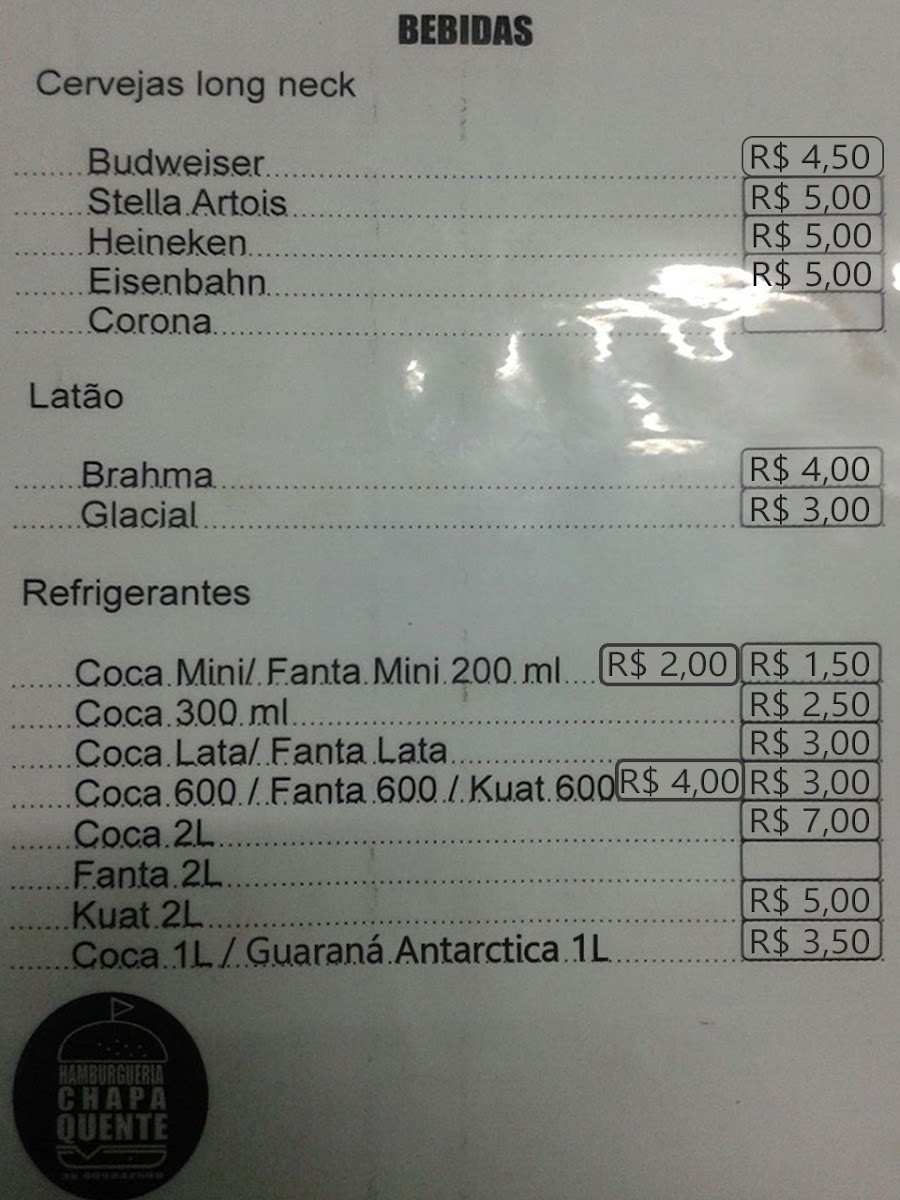 BEBIDAS
Cervejas long neck
.......Budweiser.......R$ 4,50
.......Stella Artois.......R$ 5,00
.......Heineken.......R$ 5,00
.......Eisenbahn.......R$ 5,00
.......Corona.......
Latão
.......Brahma.......R$ 4,00
.......Glacial.......R$ 3,00
Refrigerantes
.......Coca Mini/ Fanta Mini 200 ml....R$ 2,00 R$ 1,50
.......Coca 300 ml.......R$ 2,50
.......Coca Lata/ Fanta Lata.......R$ 3,00
.......Coca 600 / Fanta 600 / Kuat 600 R$ 4,00 R$ 3,00
.......Coca 2L.......R$ 7,00
.......Fanta 2L.......
.......Kuat 2L.......R$ 5,00
.......Coca 1L / Guaraná Antarctica 1L.......R$ 3,50
HAMBURGUERIA
CHAPA
QUENTE